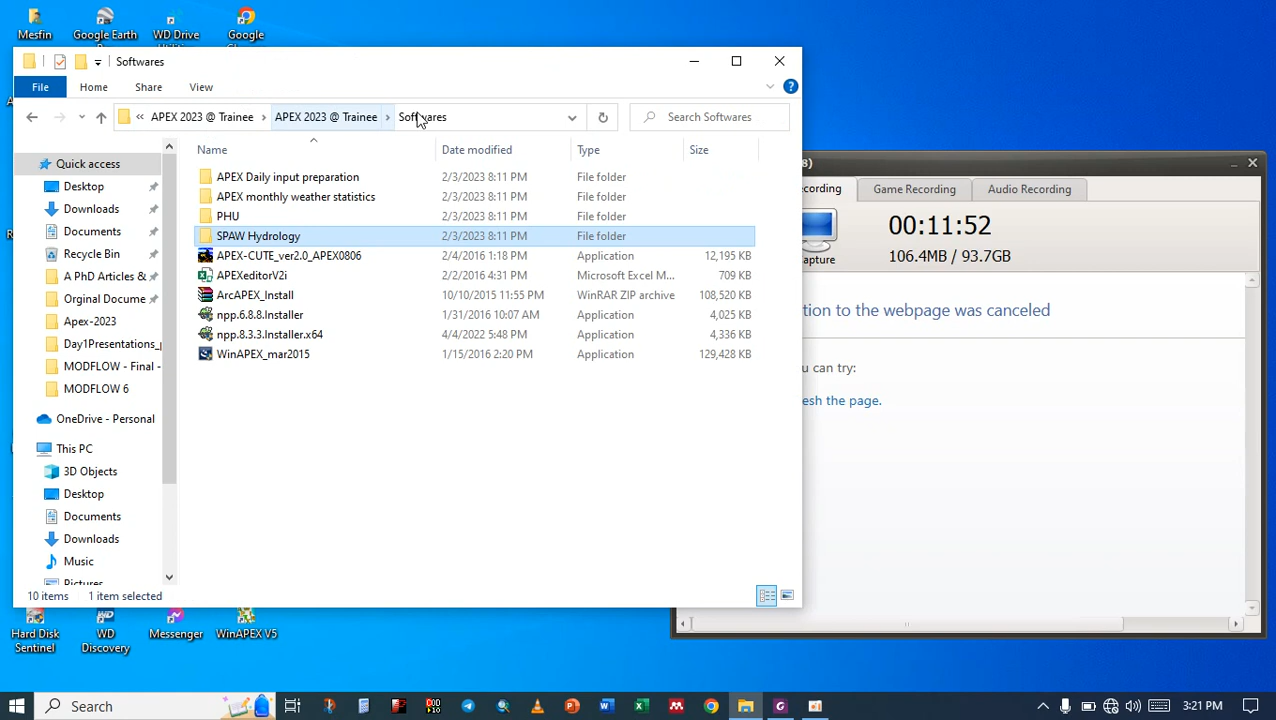 Mesfin
Google Earth
WD Drive
Google
Softwares
File
Home
Share
View
« APEX 2023 @ Trainee > APEX 2023 @ Trainee > Softwares
Search Softwares
Name
Date modified
Type
Size
APEX Daily input preparation 2/3/2023 8:11 PM File folder
APEX monthly weather statistics 2/3/2023 8:11 PM File folder
PHU 2/3/2023 8:11 PM File folder
SPAW Hydrology 2/3/2023 8:11 PM File folder
APEX-CUTE_ver2.0_APEX0806 2/4/2016 1:18 PM Application 12,195 KB
APEXeditorV2i 2/2/2016 4:31 PM Microsoft Excel M... 709 KB
ArcAPEX_Install 10/10/2015 11:55 PM WinRAR ZIP archive 108,520 KB
npp.6.8.8.Installer 1/31/2016 10:07 AM Application 4,025 KB
npp.8.3.3.Installer.x64 4/4/2022 5:48 PM Application 4,336 KB
WinAPEX_mar2015 1/15/2016 2:20 PM Application 129,428 KB
Quick access
Desktop
Downloads
Documents
Recycle Bin
A PhD Articles &
Orginal Docume
Apex-2023
Day1Presentations_
MODFLOW - Final -
MODFLOW 6
OneDrive - Personal
This PC
3D Objects
Desktop
Documents
Downloads
Music
Pictures
10 items
1 item selected
8)
cording
Game Recording
Audio Recording
apture
00:11:52
106.4MB / 93.7GB
tion to the webpage was canceled
ou can try:
esh the page.
Hard Disk
Sentinel
WD
Discovery
Messenger
WinAPEX V5
Search
3:21 PM